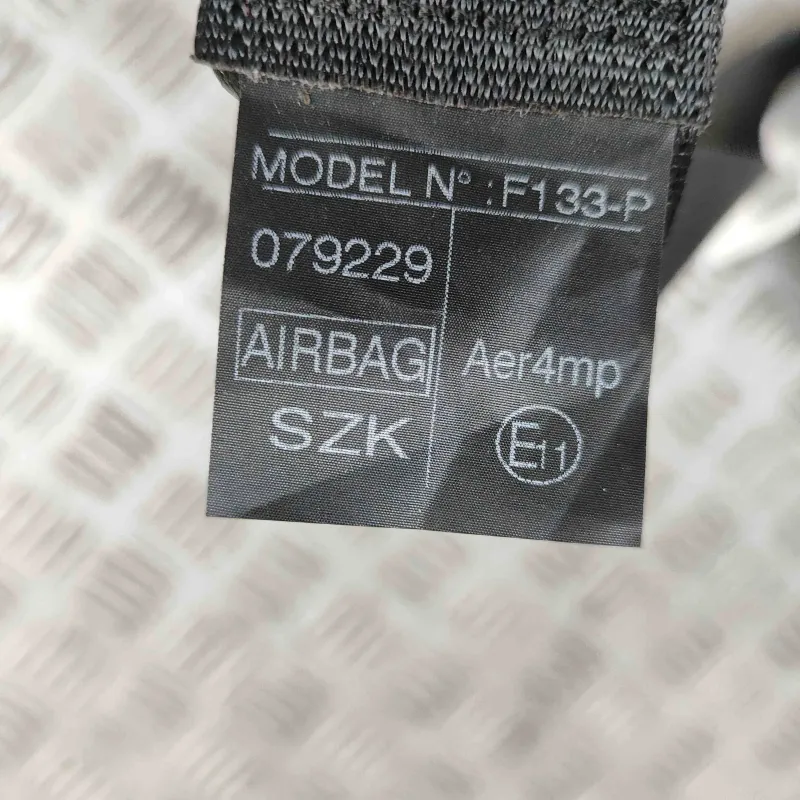 MODEL N° :F133-P
079229
AIRBAG
SZK
Aer4mp
E11